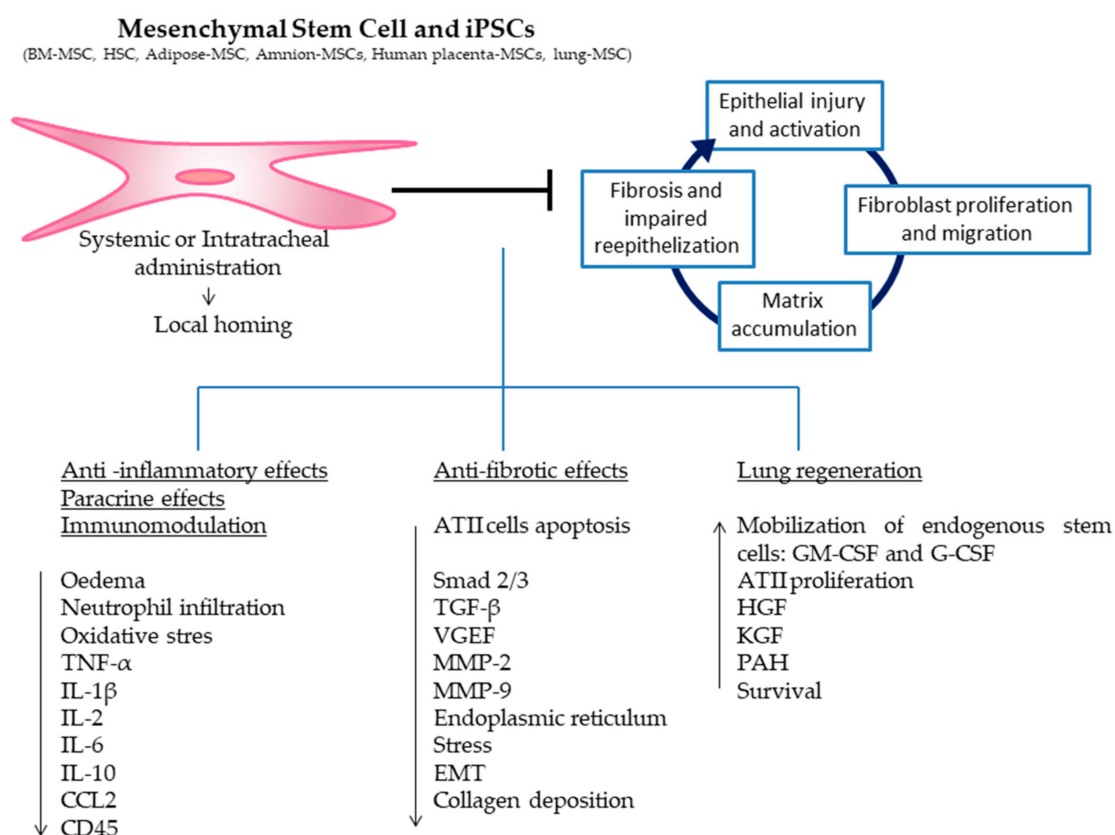 Mesenchymal Stem Cell and iPSCs
(BM-MSC, HSC, Adipose-MSC, Amnion-MSCs, Human placenta-MSCs, lung-MSC)
Systemic or Intratracheal
administration
Local homing
Epithelial injury
and activation
Fibroblast proliferation
and migration
Matrix
accumulation
Fibrosis and
impaired
reepithelization
Anti -inflammatory effects
Paracrine effects
Immunomodulation
Oedema
Neutrophil infiltration
Oxidative stres
TNF-α
IL-1β
IL-2
IL-6
IL-10
CCL2
CD45
Anti-fibrotic effects
ATII cells apoptosis
Smad 2/3
TGF-β
VGEF
MMP-2
MMP-9
Endoplasmic reticulum
Stress
EMT
Collagen deposition
Lung regeneration
Mobilization of endogenous stem
cells: GM-CSF and G-CSF
ATII proliferation
HGF
KGF
PAH
Survival